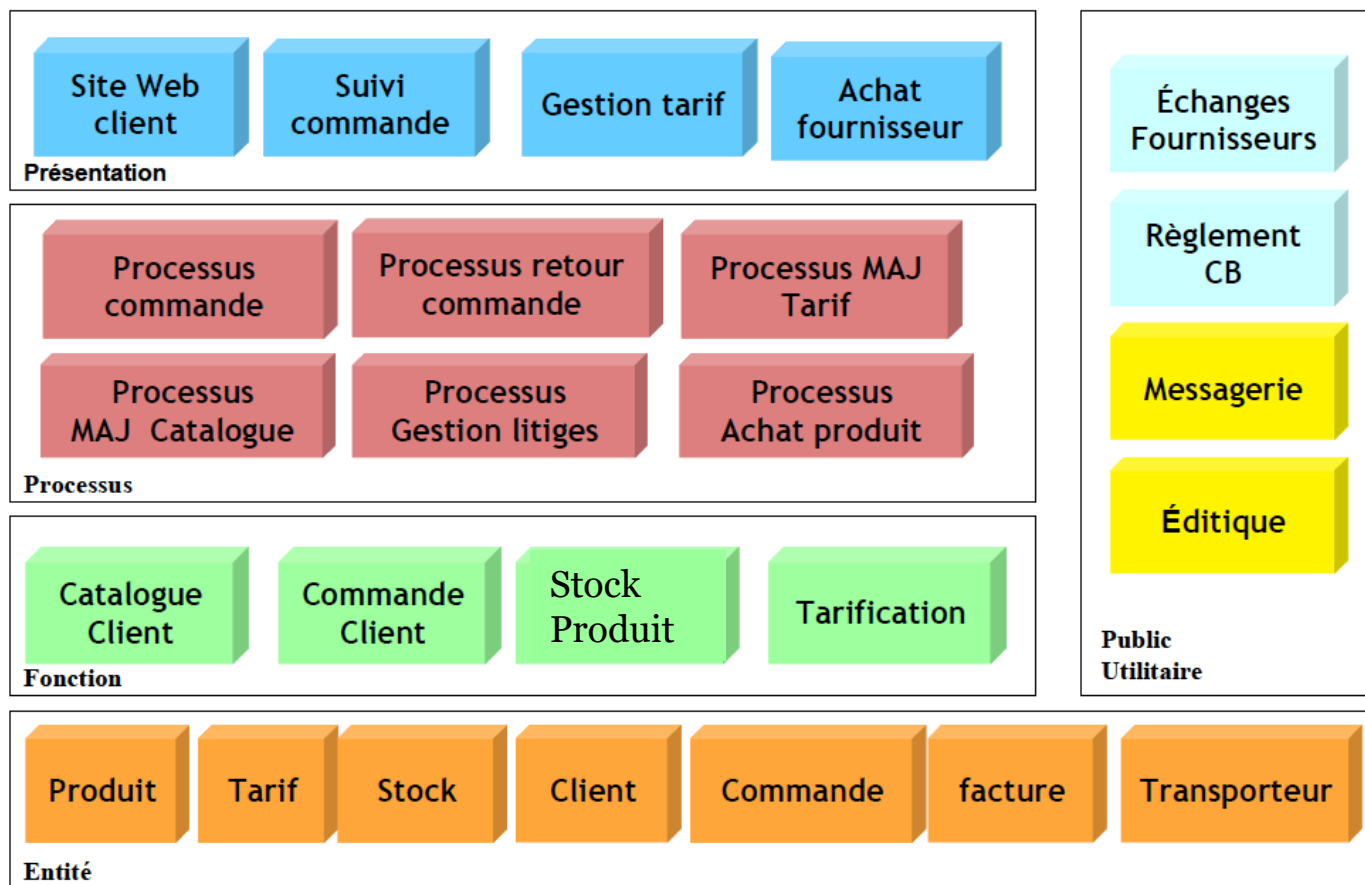 Site Web
client
Suivi
commande
Gestion tarif
Achat
fournisseur
Présentation
Processus
commande
Processus retour
commande
Processus MAJ
Tarif
Processus
MAJ Catalogue
Processus
Gestion litiges
Processus
Achat produit
Processus
Catalogue
Client
Commande
Client
Stock
Produit
Tarification
Fonction
Échanges
Fournisseurs
Règlement
CB
Messagerie
Éditique
Public
Utilitaire
Produit
Tarif
Stock
Client
Commande
facture
Transporteur
Entité